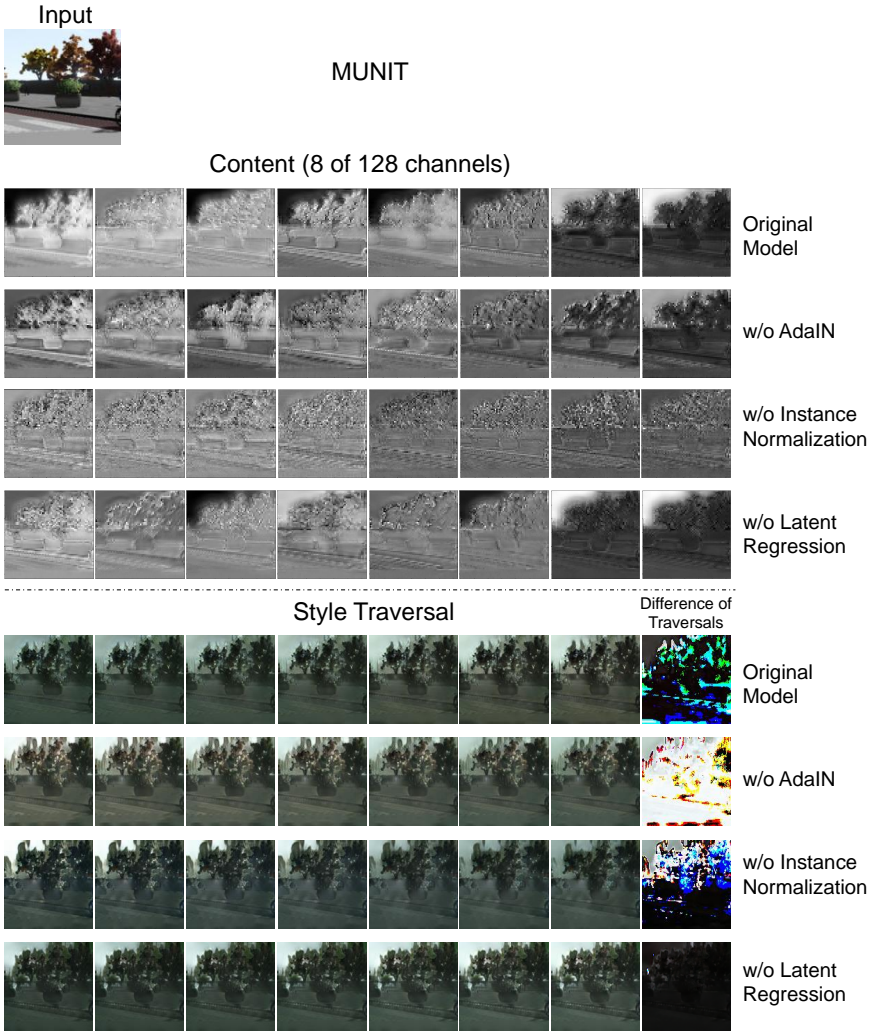 Input
MUNIT
Content (8 of 128 channels)
Original
Model
w/o AdaIN
w/o Instance
Normalization
w/o Latent
Regression
Style Traversal
Difference of
Traversals
Original
Model
w/o AdaIN
w/o Instance
Normalization
w/o Latent
Regression